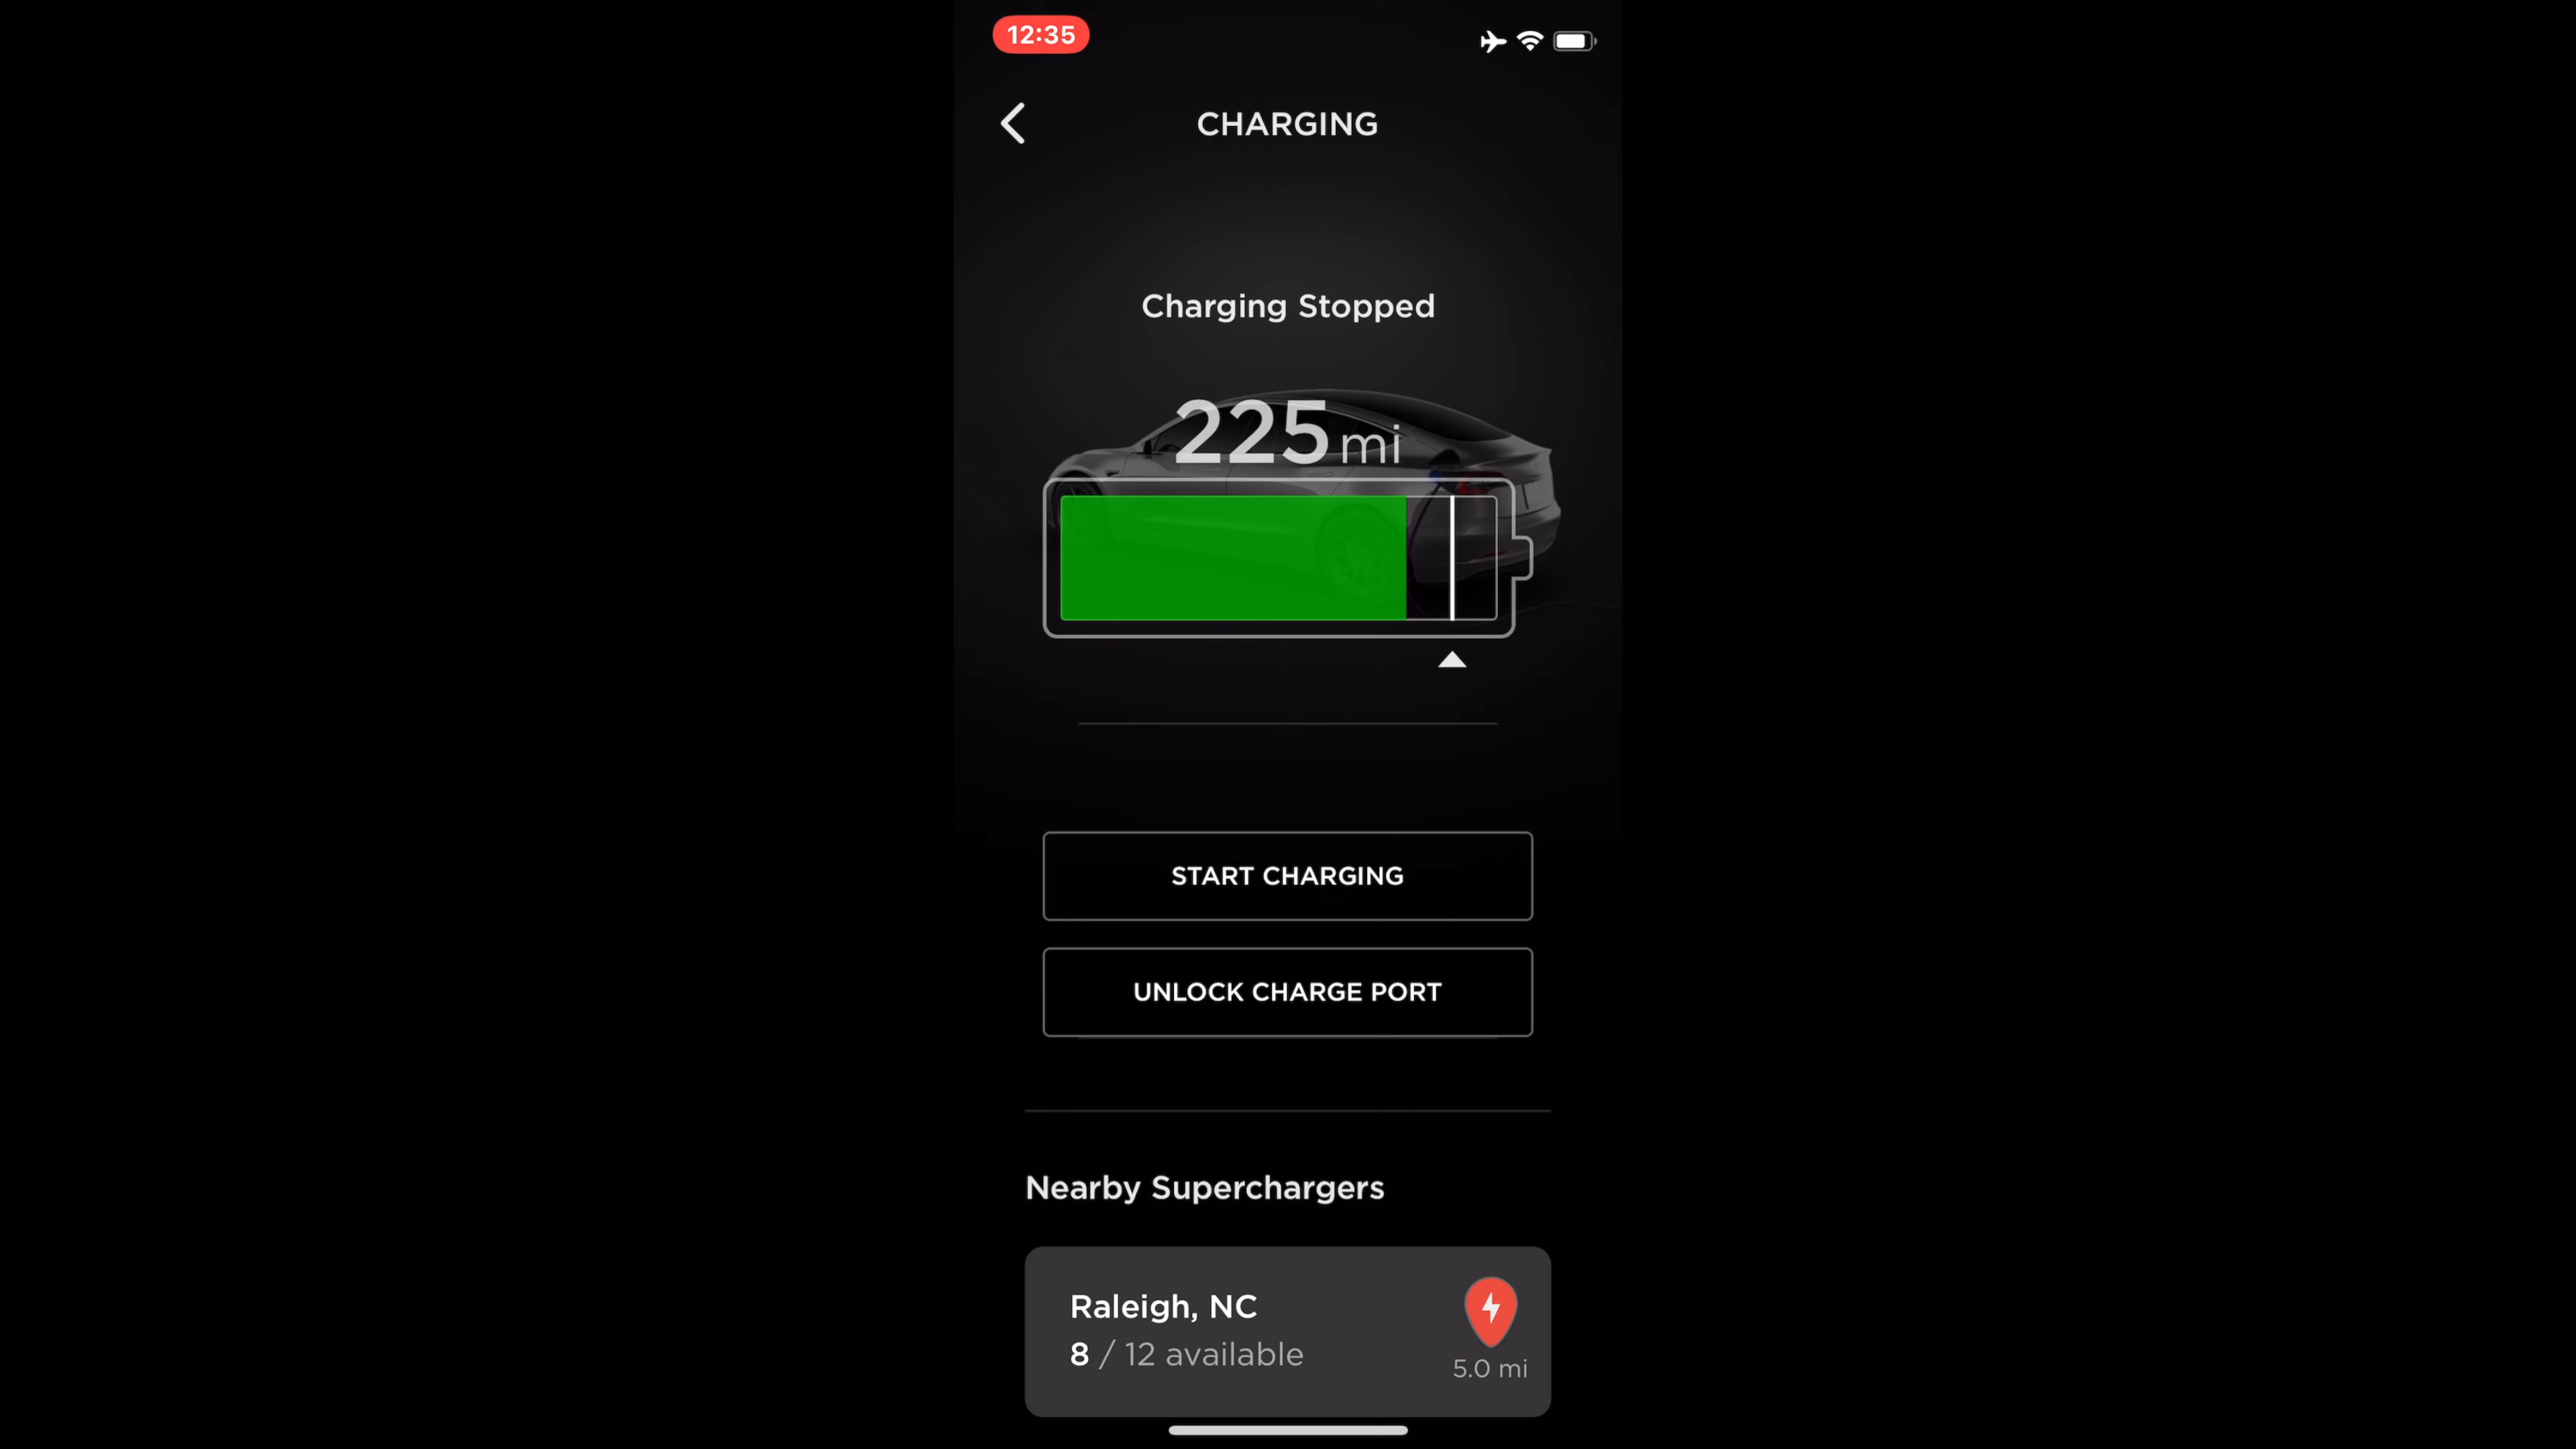 12:35
CHARGING
Charging Stopped
225 mi
START CHARGING
UNLOCK CHARGE PORT
Nearby Superchargers
Raleigh, NC
8 / 12 available
5.0 mi